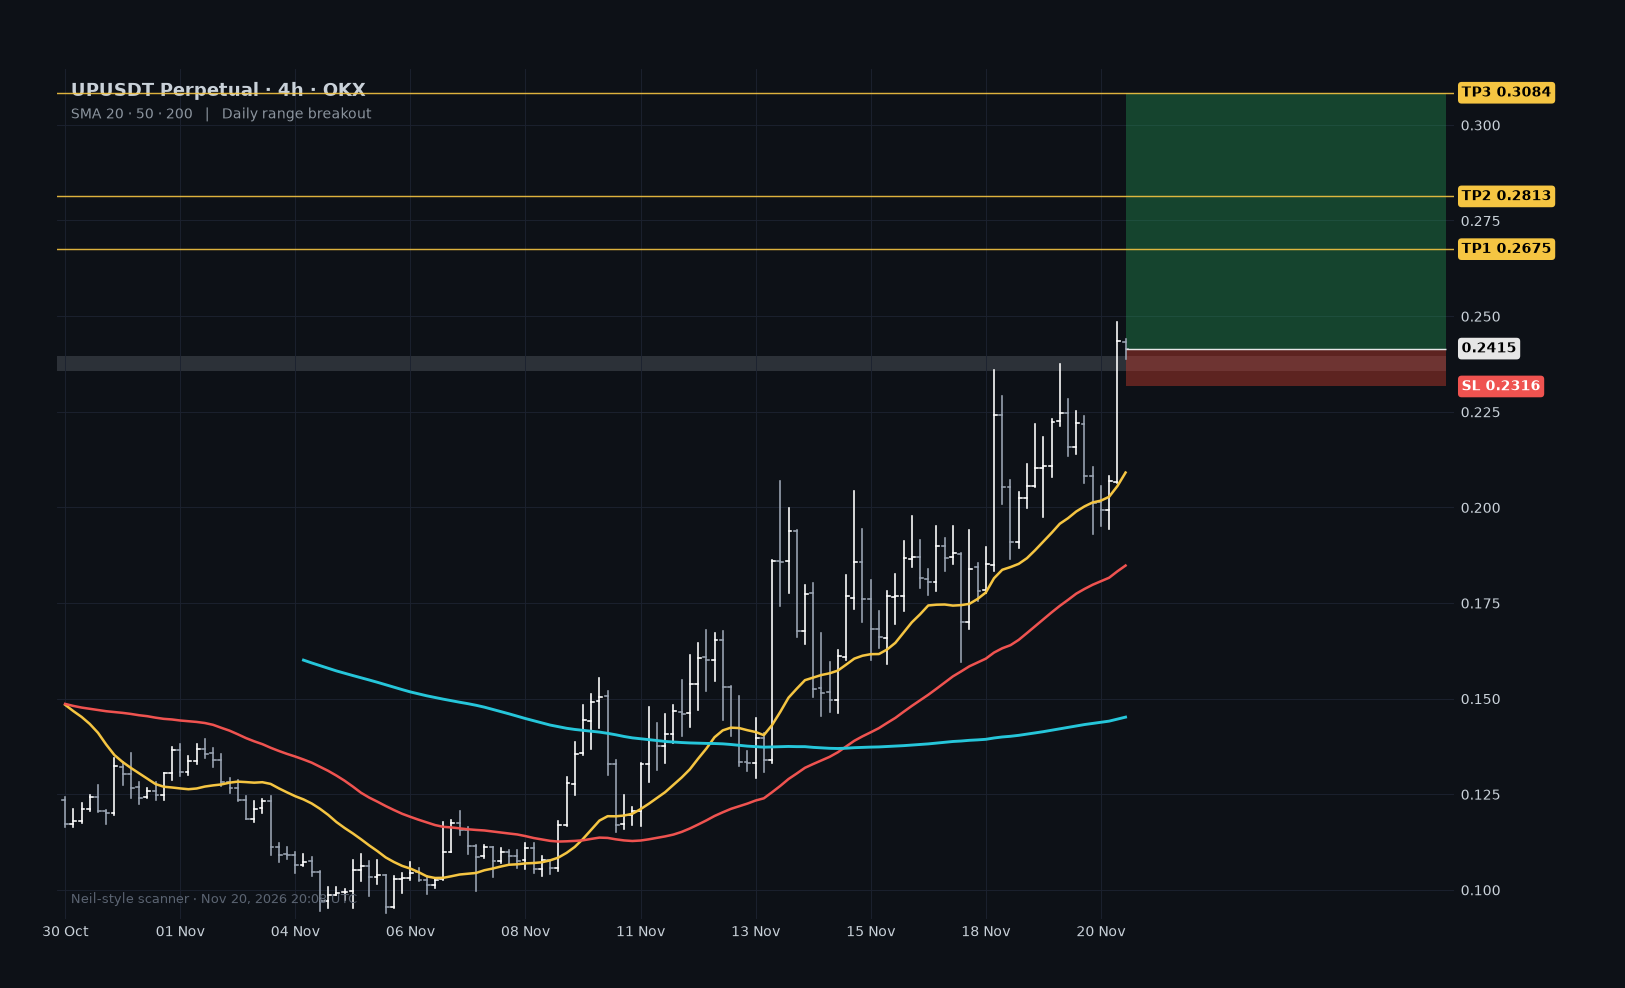 UPUSDT Perpetual · 4h · OKX
SMA 20 · 50 · 200 | Daily range breakout
TP3 0.3084
0.300
TP2 0.2813
0.275
TP1 0.2675
0.250
0.2415
SL 0.2316
0.225
0.200
0.175
0.150
0.125
0.100
Neil-style scanner · Nov 20, 2026 20:00 UTC
30 Oct 01 Nov 04 Nov 06 Nov 08 Nov 11 Nov 13 Nov 15 Nov 18 Nov 20 Nov